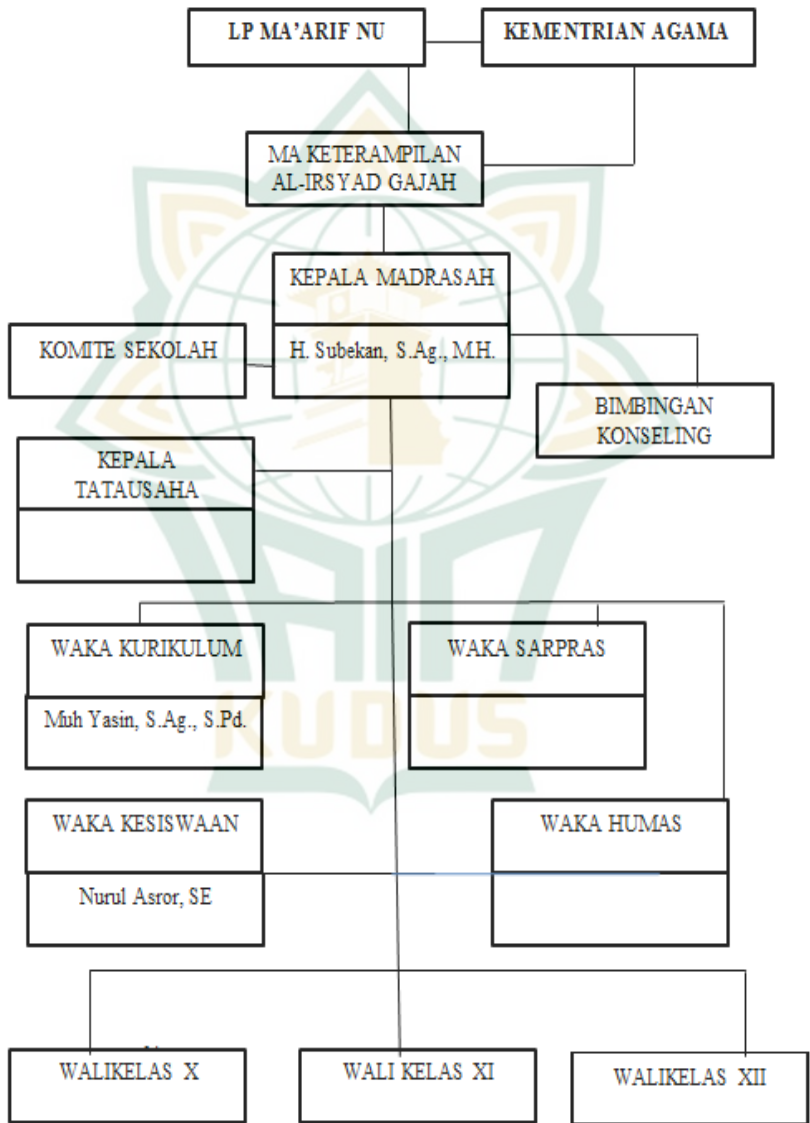 LP MA’ARIF NU
KEMENTRIAN AGAMA
MA KETERAMPILAN
AL-IRSYAD GAJAH
KEPALA MADRASAH
H. Subekan, S.Ag., M.H.
KOMITE SEKOLAH
BIMBINGAN
KONSELING
KEPALA
TATAUSAHA
WAKA KURIKULUM
Muh Yasin, S.Ag., S.Pd.
WAKA SARPRAS
KUDUS
WAKA KESISWAAN
Nurul Asror, SE
WAKA HUMAS
WALIKELAS X
WALI KELAS XI
WALIKELAS XII